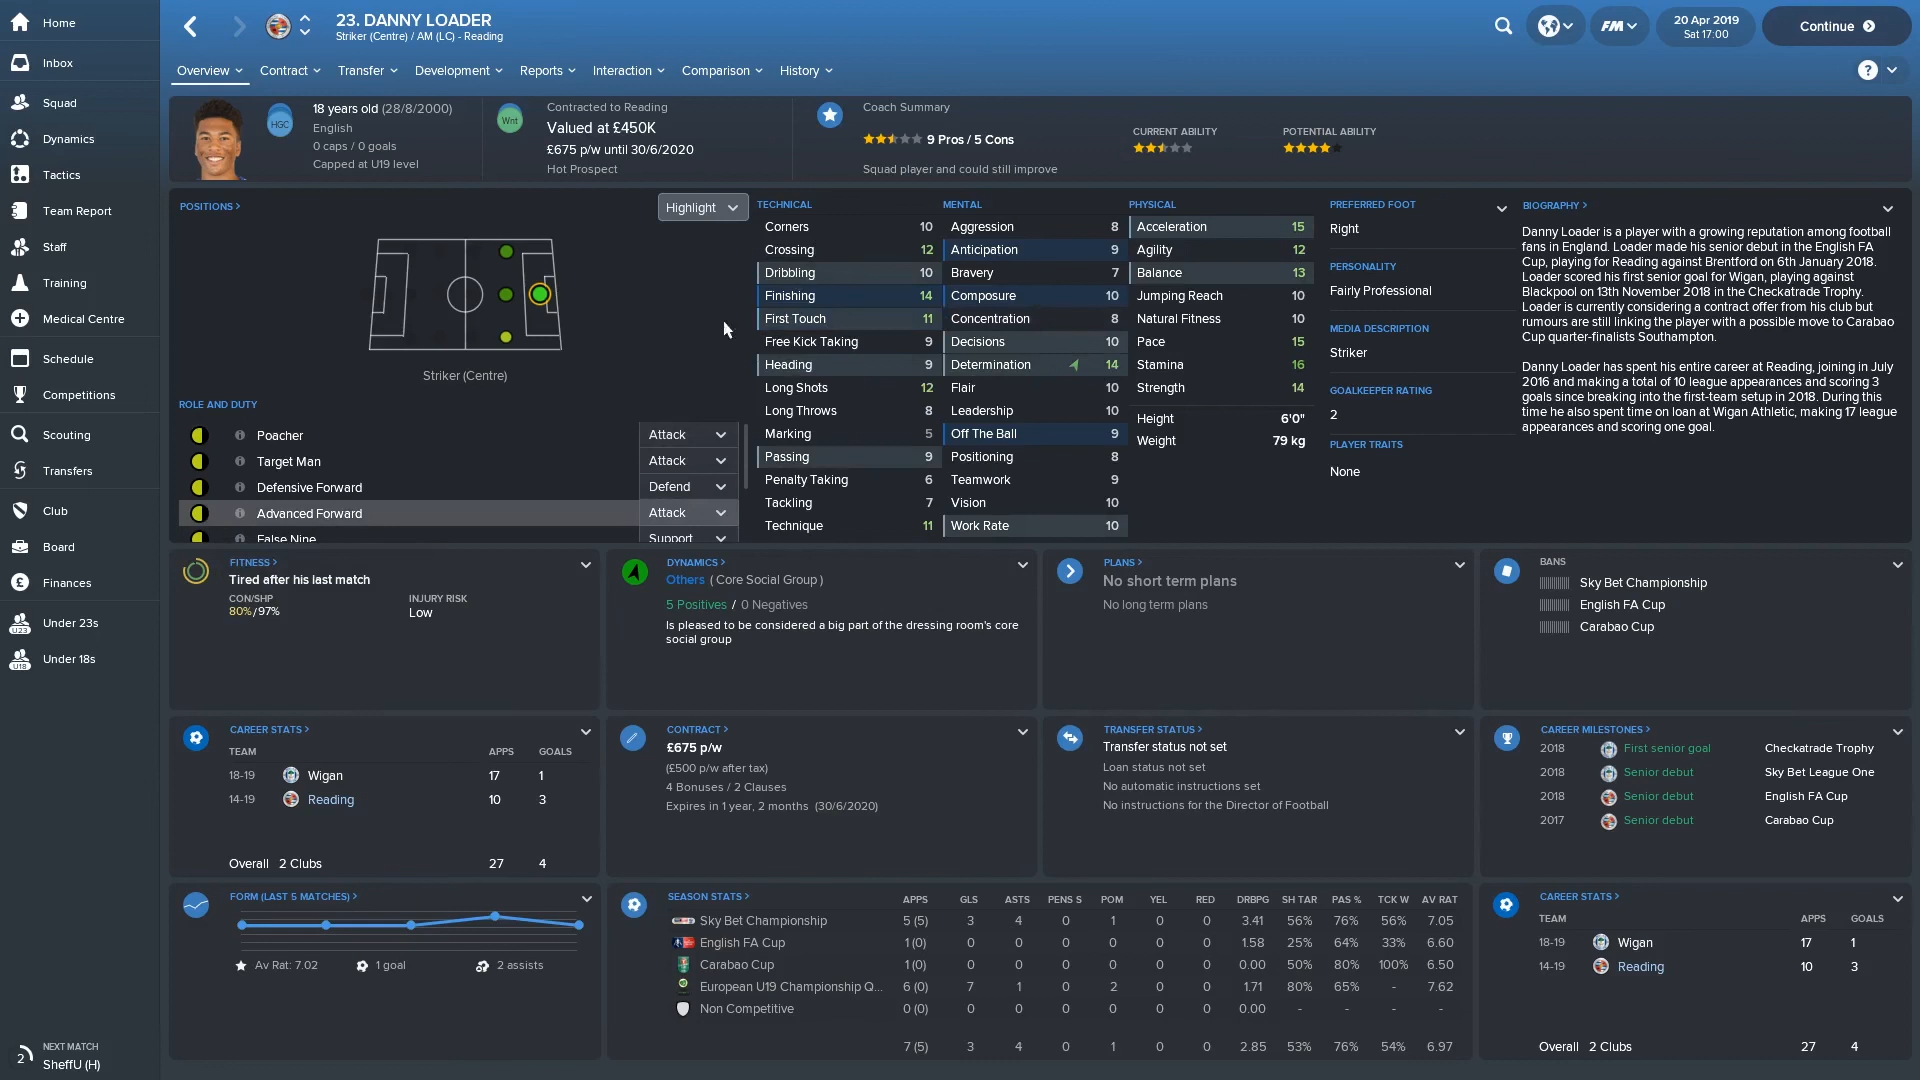 Home
Inbox
Squad
Dynamics
Tactics
Team Report
Staff
Training
Medical Centre
Schedule
Competitions
Scouting
Transfers
Club
Board
Finances
U23 Under 23s
U18 Under 18s
2 NEXT MATCH
SheffU (H)
23. DANNY LOADER
Striker (Centre) / AM (LC) - Reading
FM
20 Apr 2019
Sat 17:00
Continue
Overview Contract Transfer Development Reports Interaction Comparison History
?
HGC
18 years old (28/8/2000)
English
0 caps / 0 goals
Capped at U19 level
Wnt
Contracted to Reading
Valued at £450K
£675 p/w until 30/6/2020
Hot Prospect
Coach Summary
9 Pros / 5 Cons
Squad player and could still improve
CURRENT ABILITY
POTENTIAL ABILITY
POSITIONS >
Highlight
Striker (Centre)
ROLE AND DUTY
Poacher Attack
Target Man Attack
Defensive Forward Defend
Advanced Forward Attack
False Nine Support
TECHNICAL
Corners 10
Crossing 12
Dribbling 10
Finishing 14
First Touch 11
Free Kick Taking 9
Heading 9
Long Shots 12
Long Throws 8
Marking 5
Passing 9
Penalty Taking 6
Tackling 7
Technique 11
MENTAL
Aggression 8
Anticipation 9
Bravery 7
Composure 10
Concentration 8
Decisions 10
Determination 14
Flair 10
Leadership 10
Off The Ball 9
Positioning 8
Teamwork 9
Vision 10
Work Rate 10
PHYSICAL
Acceleration 15
Agility 12
Balance 13
Jumping Reach 10
Natural Fitness 10
Pace 15
Stamina 16
Strength 14
Height 6'0"
Weight 79 kg
PREFERRED FOOT
Right
PERSONALITY
Fairly Professional
MEDIA DESCRIPTION
Striker
GOALKEEPER RATING
2
PLAYER TRAITS
None
BIOGRAPHY >
Danny Loader is a player with a growing reputation among football
fans in England. Loader made his senior debut in the English FA
Cup, playing for Reading against Brentford on 6th January 2018.
Loader scored his first senior goal for Wigan, playing against
Blackpool on 13th November 2018 in the Checkatrade Trophy.
Loader is currently considering a contract offer from his club but
rumours are still linking the player with a possible move to Carabao
Cup quarter-finalists Southampton.
Danny Loader has spent his entire career at Reading, joining in July
2016 and making a total of 10 league appearances and scoring 3
goals since breaking into the first-team setup in 2018. During this
time he also spent time on loan at Wigan Athletic, making 17 league
appearances and scoring one goal.
FITNESS >
Tired after his last match
CON/SHP
80%/97%
INJURY RISK
Low
DYNAMICS >
Others ( Core Social Group )
5 Positives / 0 Negatives
Is pleased to be considered a big part of the dressing room's core
social group
PLANS >
No short term plans
No long term plans
BANS
Sky Bet Championship
English FA Cup
Carabao Cup
CAREER STATS >
TEAM APPS GOALS
18-19 Wigan 17 1
14-19 Reading 10 3
Overall 2 Clubs 27 4
CONTRACT >
£675 p/w
(£500 p/w after tax)
4 Bonuses / 2 Clauses
Expires in 1 year, 2 months (30/6/2020)
TRANSFER STATUS >
Transfer status not set
Loan status not set
No automatic instructions set
No instructions for the Director of Football
CAREER MILESTONES >
2018 First senior goal Checkatrade Trophy
2018 Senior debut Sky Bet League One
2018 Senior debut English FA Cup
2017 Senior debut Carabao Cup
FORM (LAST 5 MATCHES) >
Av Rat: 7.02 1 goal 2 assists
SEASON STATS > APPS GLS ASTS PENS S POM YEL RED DRBPG SH TAR PAS % TCK W AV RAT
Sky Bet Championship 5 (5) 3 4 0 1 0 0 3.41 56% 76% 56% 7.05
English FA Cup 1 (0) 0 0 0 0 0 0 1.58 25% 64% 33% 6.60
Carabao Cup 1 (0) 0 0 0 0 0 0 0.00 50% 80% 100% 6.50
European U19 Championship Q... 6 (0) 7 1 0 2 0 0 1.71 80% 65% - 7.62
Non Competitive 0 (0) 0 0 0 0 0 0 0.00 - - - -
7 (5) 3 4 0 1 0 0 2.85 53% 76% 54% 6.97
CAREER STATS >
TEAM APPS GOALS
18-19 Wigan 17 1
14-19 Reading 10 3
Overall 2 Clubs 27 4